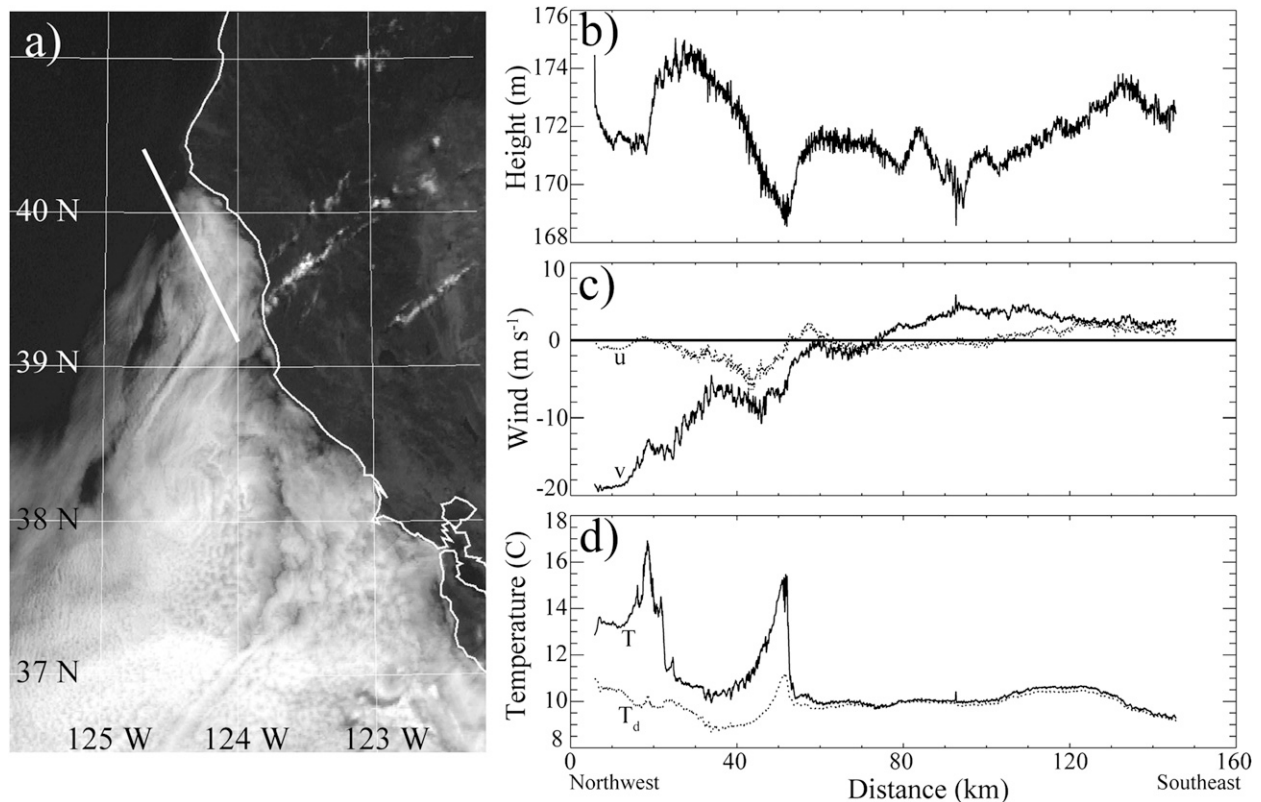 a)
40 N
39 N
38 N
37 N
125 W 124 W 123 W
b)
Height (m)
176
174
172
170
168
c)
Wind (m s-1)
10
0
-10
-20
u
v
d)
Temperature (C)
18
16
14
12
10
8
T
Td
0 40 80 120 160
Northwest Distance (km) Southeast